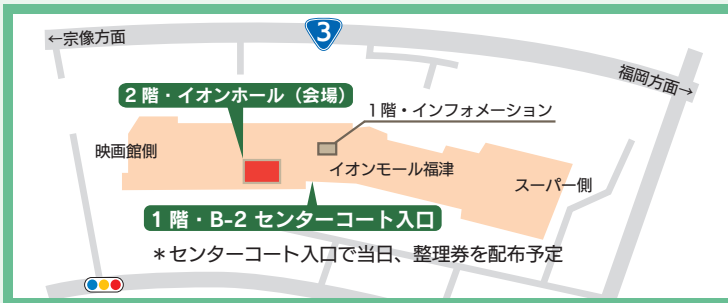 ←宗像方面
3
福岡方面→
2階・イオンホール（会場）
1階・インフォメーション
映画館側
イオンモール福津
スーパー側
1階・B-2 センターコート入口
＊センターコート入口で当日、整理券を配布予定